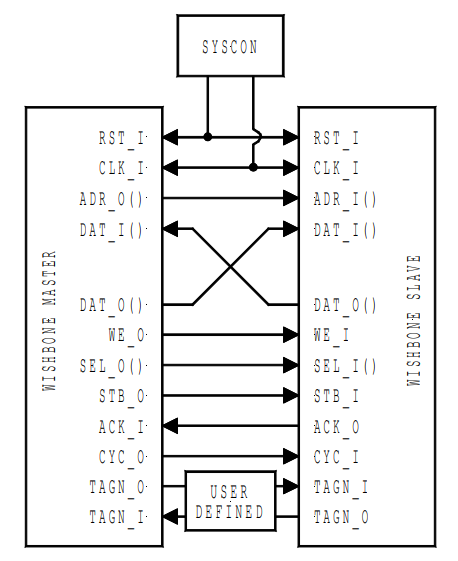 SYSCON
WISHBONE MASTER
RST_I
CLK_I
ADR_O()
DAT_I()
DAT_O()
WE_O
SEL_O()
STB_O
ACK_I
CYC_O
TAGN_O
TAGN_I
USER
DEFINED
RST_I
CLK_I
ADR_I()
DAT_I()
DAT_O()
WE_I
SEL_I()
STB_I
ACK_O
CYC_I
TAGN_I
TAGN_O
WISHBONE SLAVE